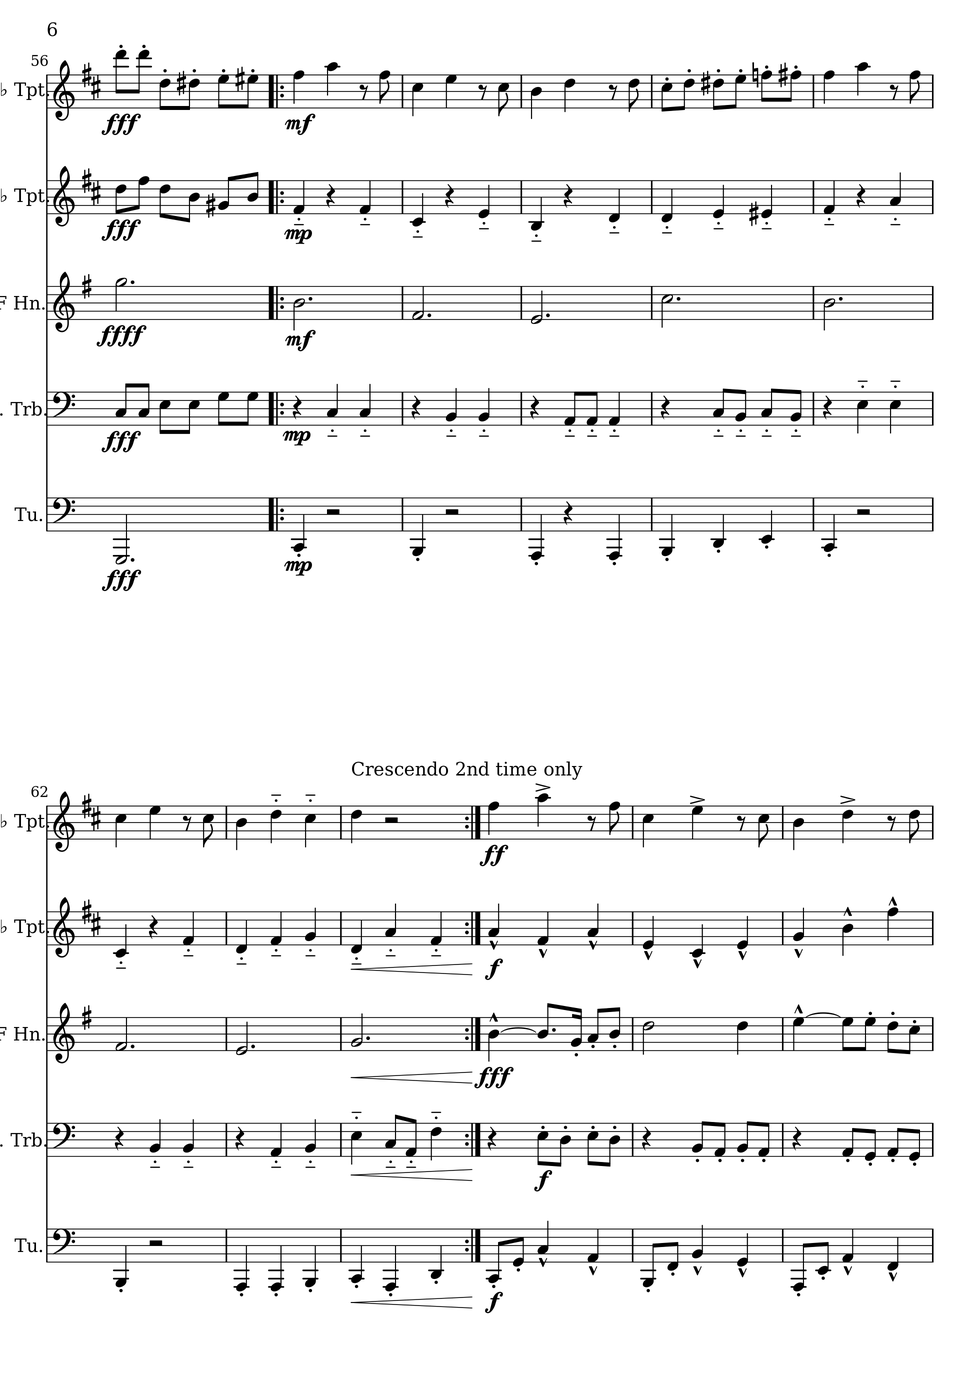 6
56
♭ Tpt.
fff
mf
♭ Tpt.
fff
mp
F Hn.
ffff
mf
. Trb.
fff
mp
Tu.
fff
mp
Crescendo 2nd time only
62
♭ Tpt.
ff
♭ Tpt.
f
F Hn.
fff
. Trb.
f
Tu.
f